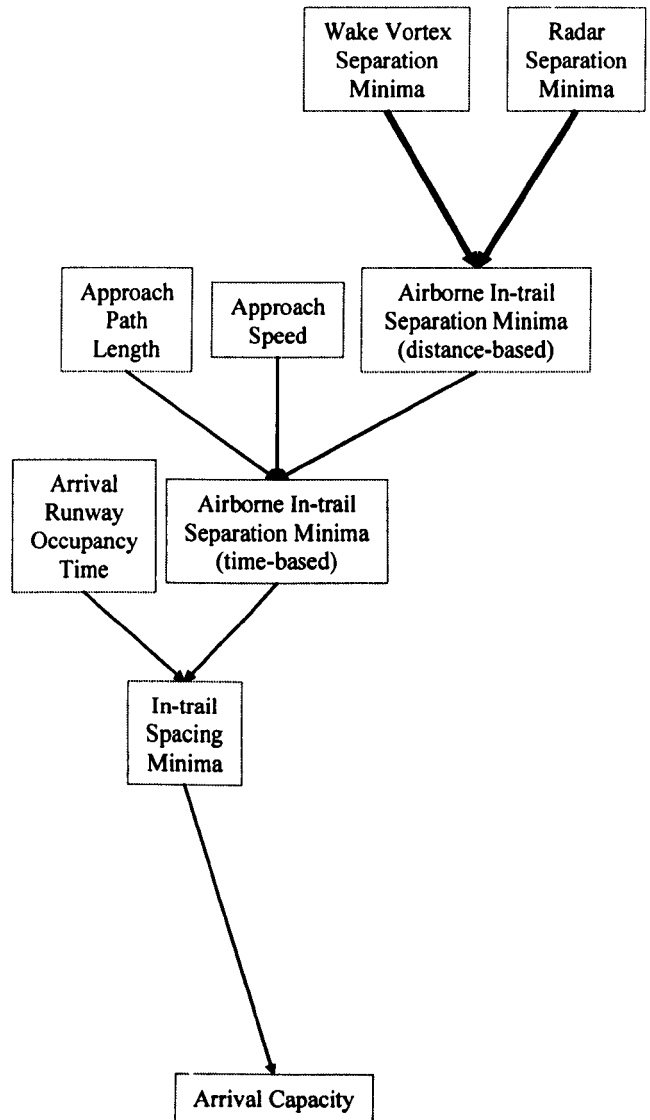 Wake Vortex
Separation
Minima
Radar
Separation
Minima
Approach
Path
Length
Approach
Speed
Airborne In-trail
Separation Minima
(distance-based)
Arrival
Runway
Occupancy
Time
Airborne In-trail
Separation Minima
(time-based)
In-trail
Spacing
Minima
Arrival Capacity